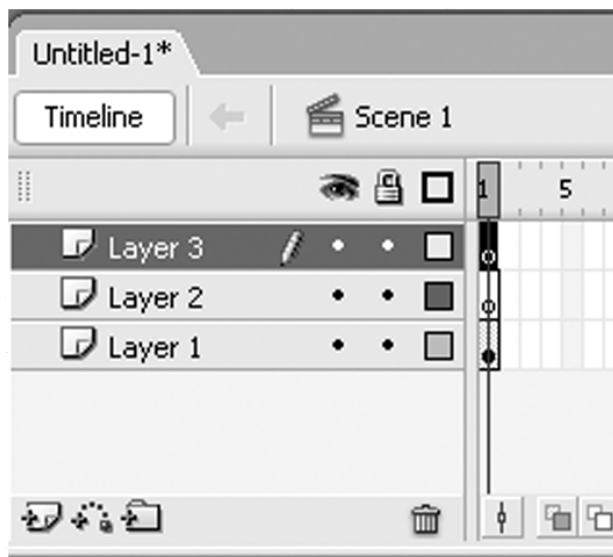 Untitled-1*
Timeline
Scene 1
1 5
Layer 3
Layer 2
Layer 1